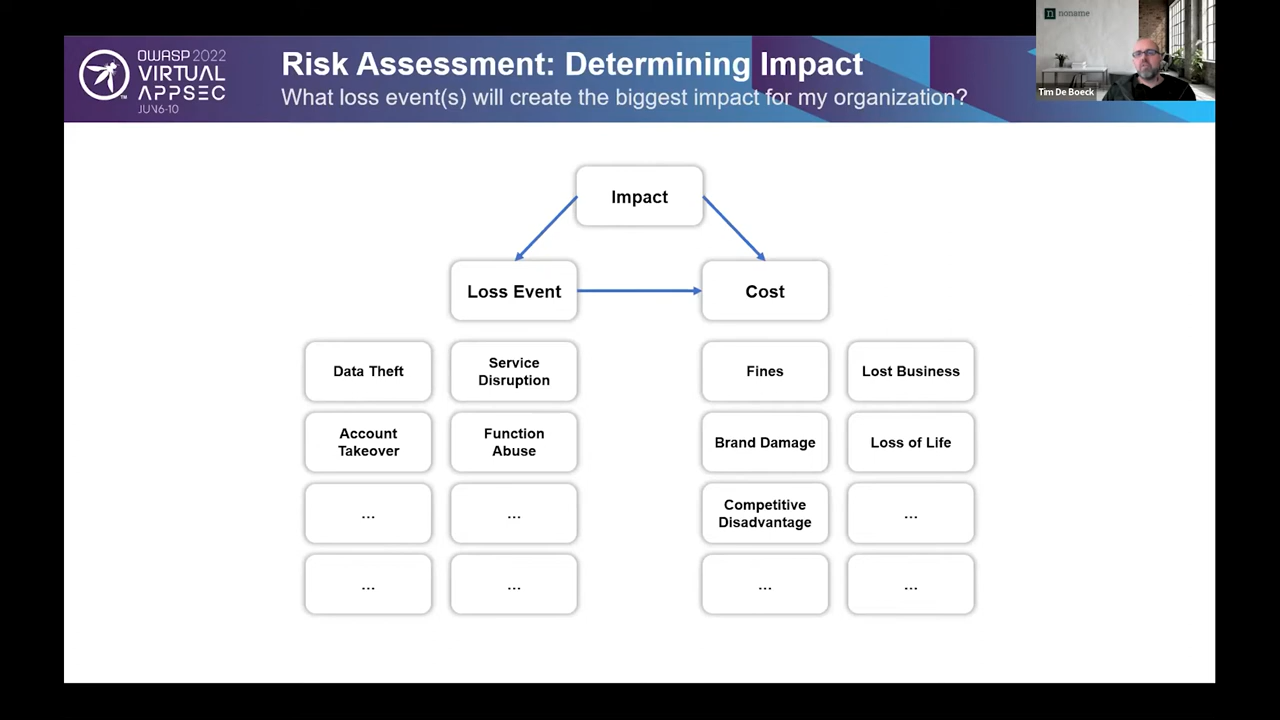 noname
OWASP 2022
VIRTUAL
APPSEC
JUN6-10
Risk Assessment: Determining Impact
What loss event(s) will create the biggest impact for my organization?
Tim De Boeck
Impact
Loss Event
Cost
Data Theft
Service
Disruption
Fines
Lost Business
Account
Takeover
Function
Abuse
Brand Damage
Loss of Life
...
...
Competitive
Disadvantage
...
...
...
...
...